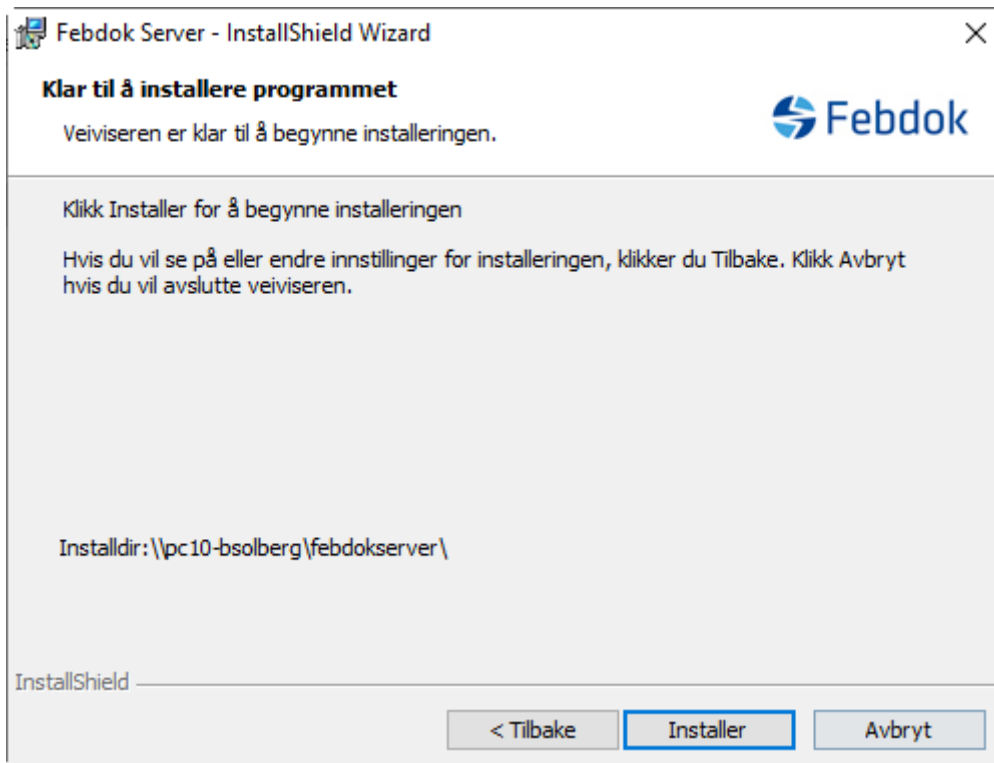 Febdok Server - InstallShield Wizard
Klar til å installere programmet
Veiviseren er klar til å begynne installeringen.
Febdok
Klikk Installer for å begynne installeringen
Hvis du vil se på eller endre innstillinger for installeringen, klikker du Tilbake. Klikk Avbryt
hvis du vil avslutte veiviseren.
Installdir:\\pc10-bsolberg\febdokserver\
InstallShield
< Tilbake
Installer
Avbryt